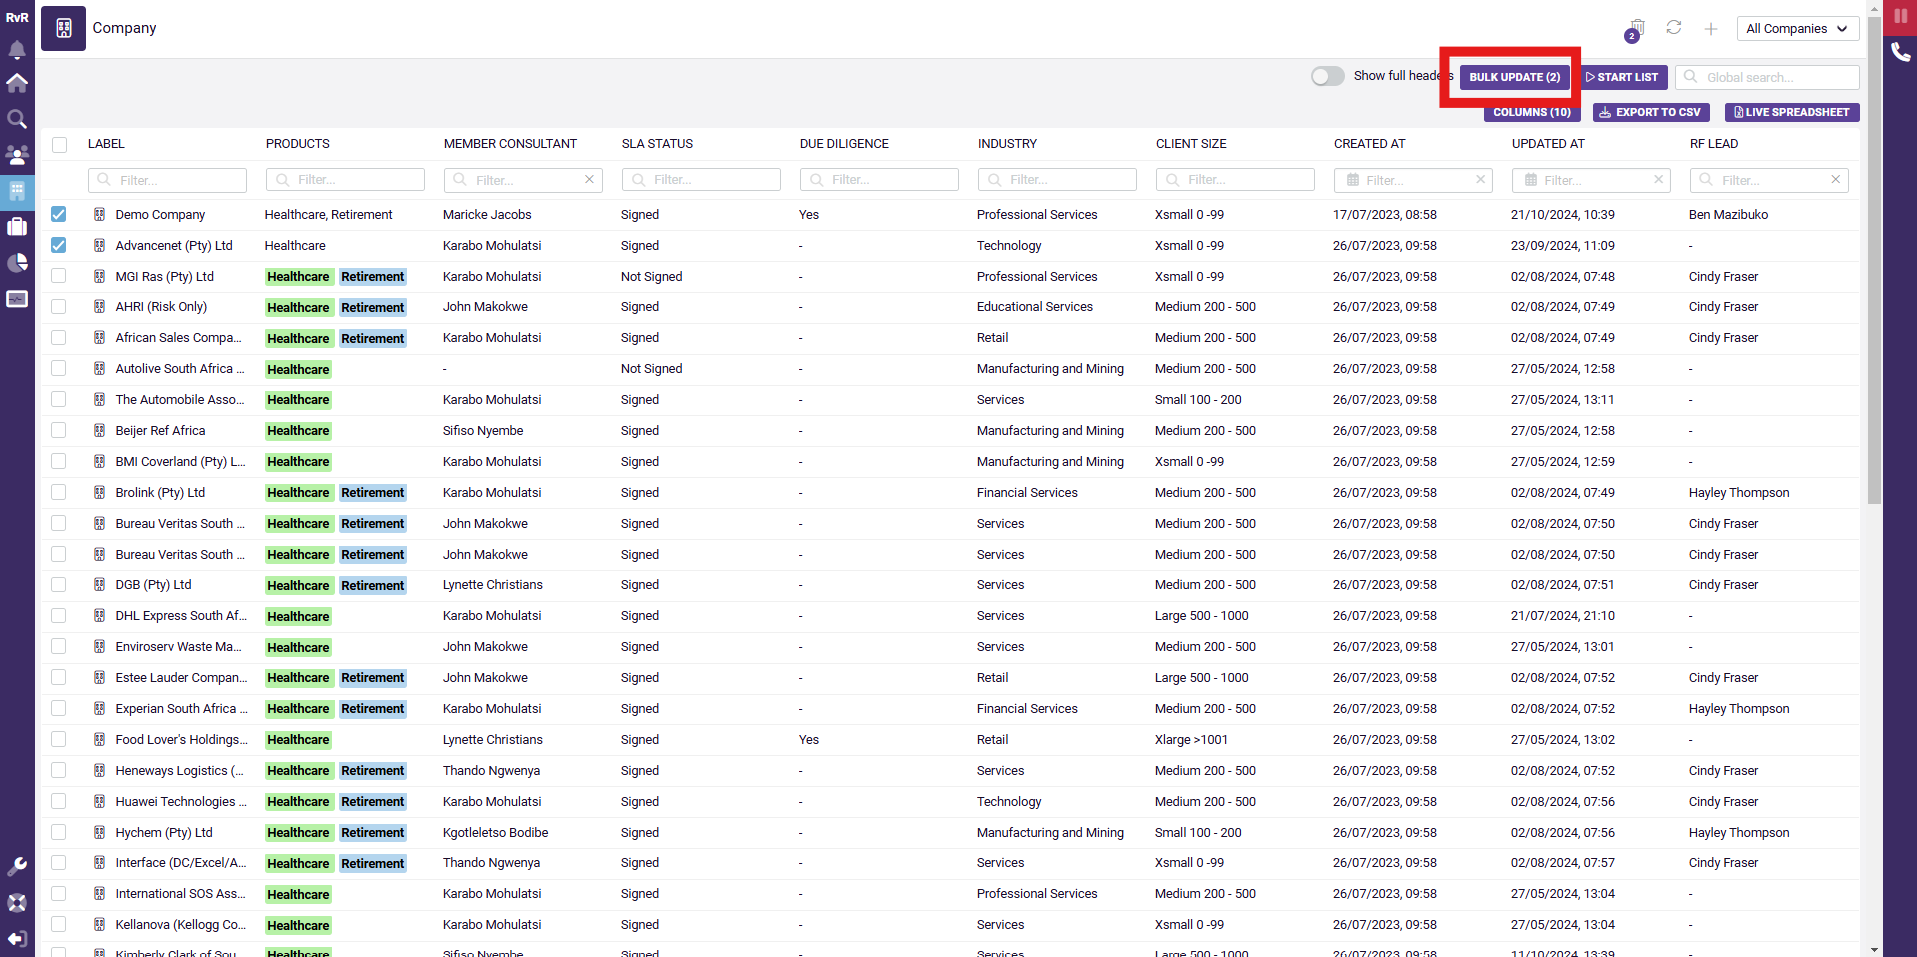 RvR
Company
2
All Companies
Show full headers
BULK UPDATE (2)
START LIST
Global search...
COLUMNS (10)
EXPORT TO CSV
LIVE SPREADSHEET
LABEL PRODUCTS MEMBER CONSULTANT SLA STATUS DUE DILIGENCE INDUSTRY CLIENT SIZE CREATED AT UPDATED AT RF LEAD
Filter... Filter... Filter... Filter... Filter... Filter... Filter... Filter... Filter... Filter...
Demo Company Healthcare, Retirement Maricke Jacobs Signed Yes Professional Services Xsmall 0 -99 17/07/2023, 08:58 21/10/2024, 10:39 Ben Mazibuko
Advancenet (Pty) Ltd Healthcare Karabo Mohulatsi Signed - Technology Xsmall 0 -99 26/07/2023, 09:58 23/09/2024, 11:09 -
MGI Ras (Pty) Ltd Healthcare Retirement Karabo Mohulatsi Not Signed - Professional Services Xsmall 0 -99 26/07/2023, 09:58 02/08/2024, 07:48 Cindy Fraser
AHRI (Risk Only) Healthcare Retirement John Makokwe Signed - Educational Services Medium 200 - 500 26/07/2023, 09:58 02/08/2024, 07:49 Cindy Fraser
African Sales Compa... Healthcare Retirement Karabo Mohulatsi Signed - Retail Medium 200 - 500 26/07/2023, 09:58 02/08/2024, 07:49 Cindy Fraser
Autolive South Africa ... Healthcare - Not Signed - Manufacturing and Mining Medium 200 - 500 26/07/2023, 09:58 27/05/2024, 12:58 -
The Automobile Asso... Healthcare Karabo Mohulatsi Signed - Services Small 100 - 200 26/07/2023, 09:58 27/05/2024, 13:11 -
Beijer Ref Africa Healthcare Sifiso Nyembe Signed - Manufacturing and Mining Medium 200 - 500 26/07/2023, 09:58 27/05/2024, 12:58 -
BMI Coverland (Pty) L... Healthcare Karabo Mohulatsi Signed - Manufacturing and Mining Xsmall 0 -99 26/07/2023, 09:58 27/05/2024, 12:59 -
Brolink (Pty) Ltd Healthcare Retirement Karabo Mohulatsi Signed - Financial Services Medium 200 - 500 26/07/2023, 09:58 02/08/2024, 07:49 Hayley Thompson
Bureau Veritas South ... Healthcare Retirement John Makokwe Signed - Services Medium 200 - 500 26/07/2023, 09:58 02/08/2024, 07:50 Cindy Fraser
Bureau Veritas South ... Healthcare Retirement John Makokwe Signed - Services Medium 200 - 500 26/07/2023, 09:58 02/08/2024, 07:50 Cindy Fraser
DGB (Pty) Ltd Healthcare Retirement Lynette Christians Signed - Services Medium 200 - 500 26/07/2023, 09:58 02/08/2024, 07:51 Cindy Fraser
DHL Express South Af... Healthcare Karabo Mohulatsi Signed - Services Large 500 - 1000 26/07/2023, 09:58 21/07/2024, 21:10 -
Enviroserv Waste Ma... Healthcare John Makokwe Signed - Services Medium 200 - 500 26/07/2023, 09:58 27/05/2024, 13:01 -
Estee Lauder Compan... Healthcare Retirement John Makokwe Signed - Retail Large 500 - 1000 26/07/2023, 09:58 02/08/2024, 07:52 Cindy Fraser
Experian South Africa ... Healthcare Retirement Karabo Mohulatsi Signed - Financial Services Medium 200 - 500 26/07/2023, 09:58 02/08/2024, 07:52 Hayley Thompson
Food Lover's Holdings... Healthcare Lynette Christians Signed Yes Retail Xlarge >1001 26/07/2023, 09:58 27/05/2024, 13:02 -
Heneways Logistics (... Healthcare Retirement Thando Ngwenya Signed - Services Medium 200 - 500 26/07/2023, 09:58 02/08/2024, 07:52 Cindy Fraser
Huawei Technologies ... Healthcare Retirement Karabo Mohulatsi Signed - Technology Medium 200 - 500 26/07/2023, 09:58 02/08/2024, 07:56 Cindy Fraser
Hychem (Pty) Ltd Healthcare Retirement Kgotleletso Bodibe Signed - Manufacturing and Mining Small 100 - 200 26/07/2023, 09:58 02/08/2024, 07:56 Hayley Thompson
Interface (DC/Excel/A... Healthcare Retirement Thando Ngwenya Signed - Services Xsmall 0 -99 26/07/2023, 09:58 02/08/2024, 07:57 Cindy Fraser
International SOS Ass... Healthcare Karabo Mohulatsi Signed - Professional Services Medium 200 - 500 26/07/2023, 09:58 27/05/2024, 13:04 -
Kellanova (Kellogg Co... Healthcare Karabo Mohulatsi Signed - Services Xsmall 0 -99 26/07/2023, 09:58 27/05/2024, 13:04 -
Kimberly Clark of Sou... Healthcare Sifiso Nyembe Signed - Services Large 500 - 1000 26/07/2023, 09:58 11/10/2024, 13:39 -